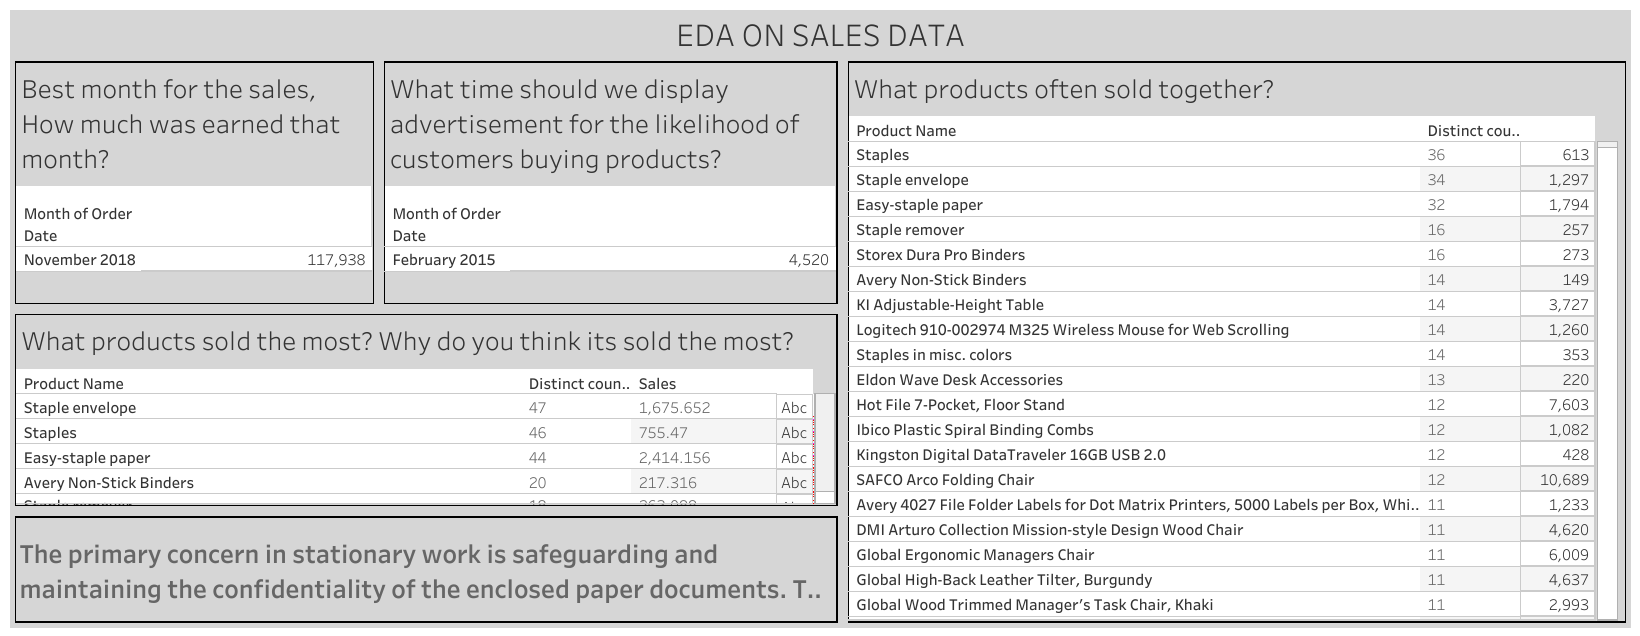 EDA ON SALES DATA
Best month for the sales,
How much was earned that
month?
Month of Order
Date
November 2018 117,938
What time should we display
advertisement for the likelihood of
customers buying products?
Month of Order
Date
February 2015 4,520
What products sold the most? Why do you think its sold the most?
Product Name Distinct coun.. Sales
Staple envelope 47 1,675.652 Abc
Staples 46 755.47 Abc
Easy-staple paper 44 2,414.156 Abc
Avery Non-Stick Binders 20 217.316 Abc
The primary concern in stationary work is safeguarding and
maintaining the confidentiality of the enclosed paper documents. T..
What products often sold together?
Product Name Distinct cou..
Staples 36 613
Staple envelope 34 1,297
Easy-staple paper 32 1,794
Staple remover 16 257
Storex Dura Pro Binders 16 273
Avery Non-Stick Binders 14 149
KI Adjustable-Height Table 14 3,727
Logitech 910-002974 M325 Wireless Mouse for Web Scrolling 14 1,260
Staples in misc. colors 14 353
Eldon Wave Desk Accessories 13 220
Hot File 7-Pocket, Floor Stand 12 7,603
Ibico Plastic Spiral Binding Combs 12 1,082
Kingston Digital DataTraveler 16GB USB 2.0 12 428
SAFCO Arco Folding Chair 12 10,689
Avery 4027 File Folder Labels for Dot Matrix Printers, 5000 Labels per Box, Whi.. 11 1,233
DMI Arturo Collection Mission-style Design Wood Chair 11 4,620
Global Ergonomic Managers Chair 11 6,009
Global High-Back Leather Tilter, Burgundy 11 4,637
Global Wood Trimmed Manager's Task Chair, Khaki 11 2,993